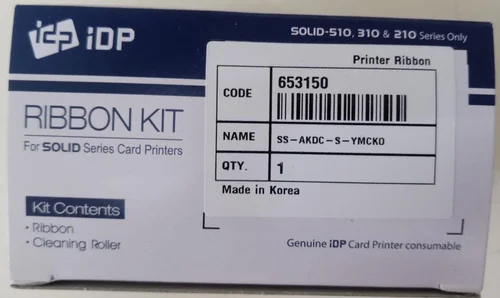 iDP
SOLID-510, 310 & 210 Series Only
RIBBON KIT
For SOLID Series Card Printers
Kit Contents
• Ribbon
• Cleaning Roller
Printer Ribbon
CODE 653150
NAME SS-AKDC-S-YMCKO
QTY. 1
Made in Korea
Genuine iDP Card Printer consumable